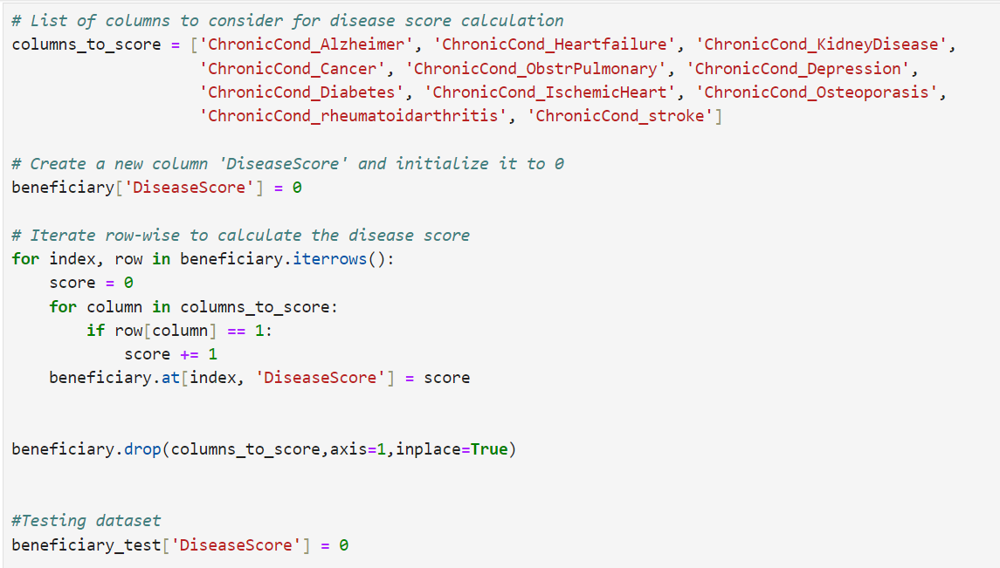 # List of columns to consider for disease score calculation
columns_to_score = ['ChronicCond_Alzheimer', 'ChronicCond_Heartfailure', 'ChronicCond_KidneyDisease',
                    'ChronicCond_Cancer', 'ChronicCond_ObstrPulmonary', 'ChronicCond_Depression',
                    'ChronicCond_Diabetes', 'ChronicCond_IschemicHeart', 'ChronicCond_Osteoporasis',
                    'ChronicCond_rheumatoidarthritis', 'ChronicCond_stroke']
# Create a new column 'DiseaseScore' and initialize it to 0
beneficiary['DiseaseScore'] = 0
# Iterate row-wise to calculate the disease score
for index, row in beneficiary.iterrows():
    score = 0
    for column in columns_to_score:
        if row[column] == 1:
            score += 1
    beneficiary.at[index, 'DiseaseScore'] = score
beneficiary.drop(columns_to_score,axis=1,inplace=True)
#Testing dataset
beneficiary_test['DiseaseScore'] = 0